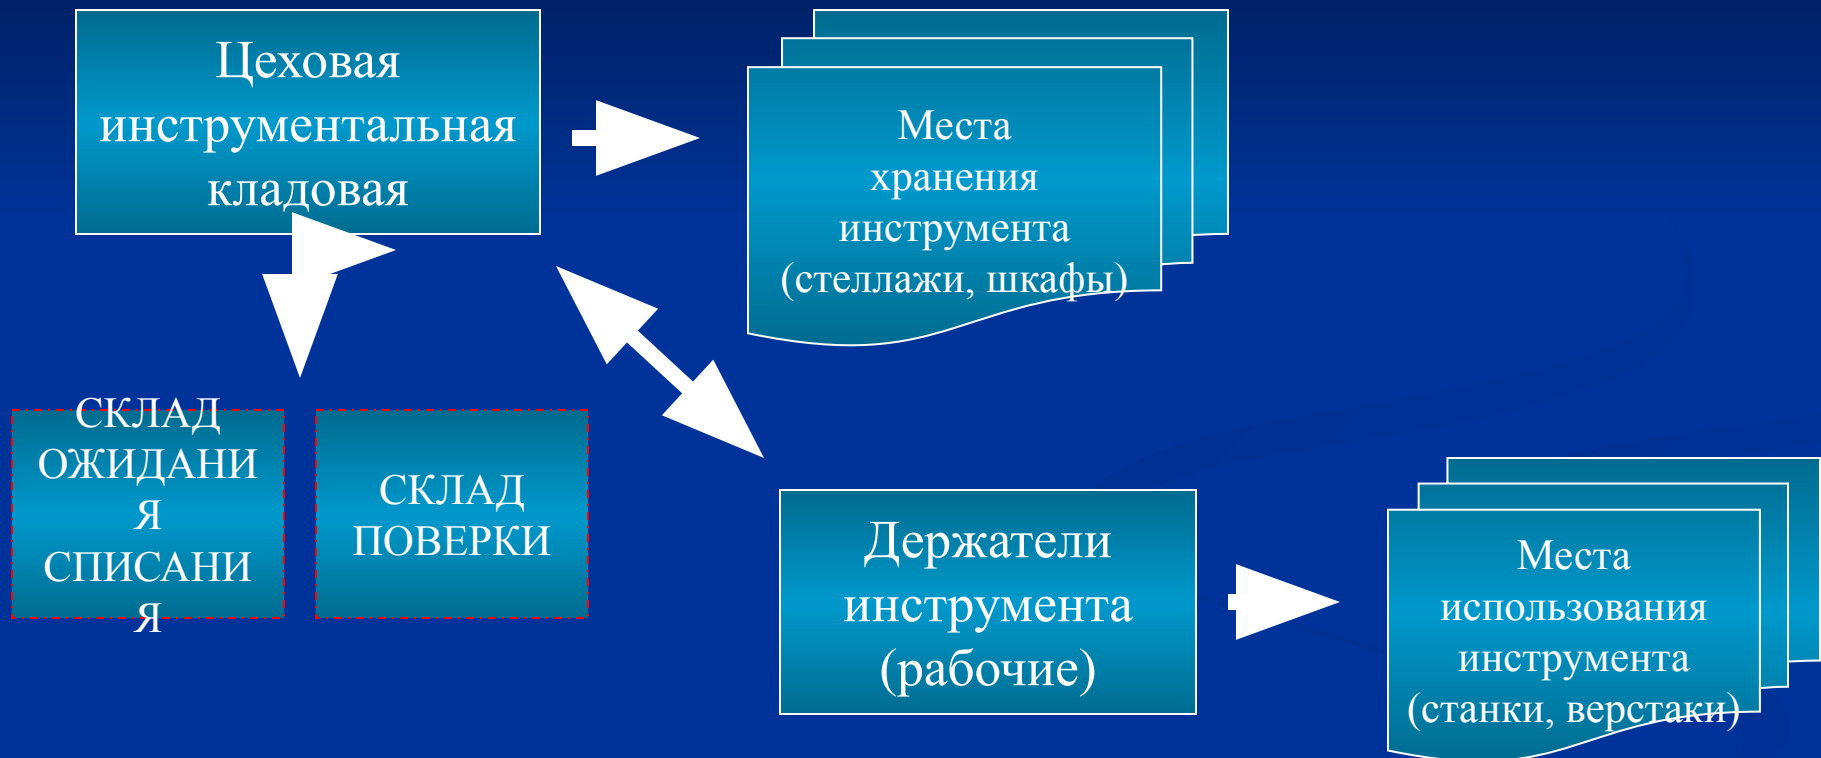 Цеховая
инструментальная
кладовая
Места
хранения
инструмента
(стеллажи, шкафы)
СКЛАД
ОЖИДАНИ
Я
СПИСАНИ
Я
СКЛАД
ПОВЕРКИ
Держатели
инструмента
(рабочие)
Места
использования
инструмента
(станки, верстаки)